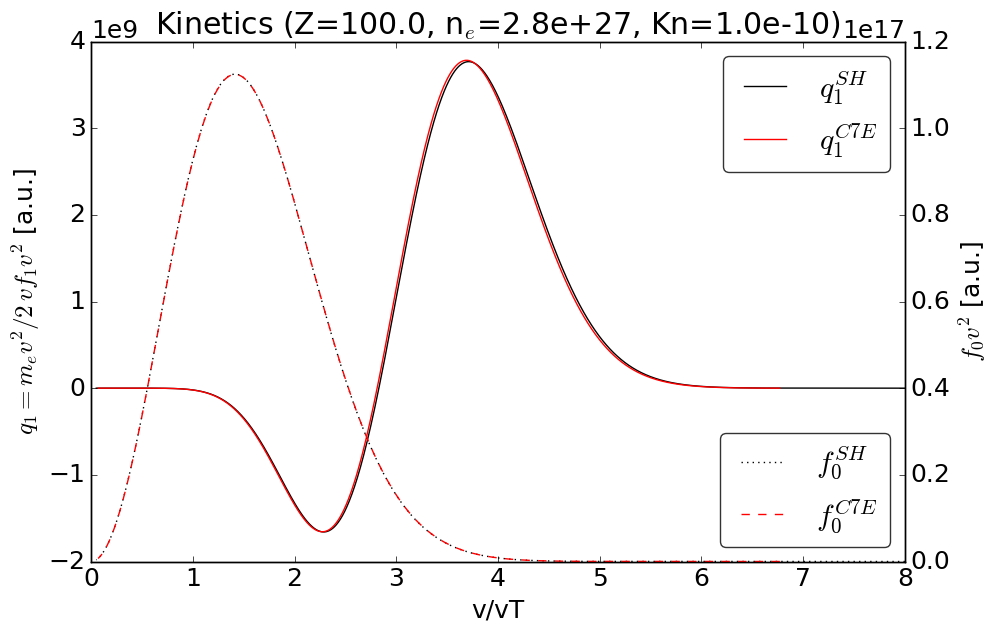 Kinetics (Z=100.0, n_e=2.8e+27, Kn=1.0e-10)
1e9
1e17
4
3
2
1
0
−1
−2
1.2
1.0
0.8
0.6
0.4
0.2
0.0
q_1 = m_e v^2/2 v f_1 v^2 [a.u.]
f_0 v^2 [a.u.]
q_1^{SH}
q_1^{C7E}
f_0^{SH}
f_0^{C7E}
0 1 2 3 4 5 6 7 8
v/vT